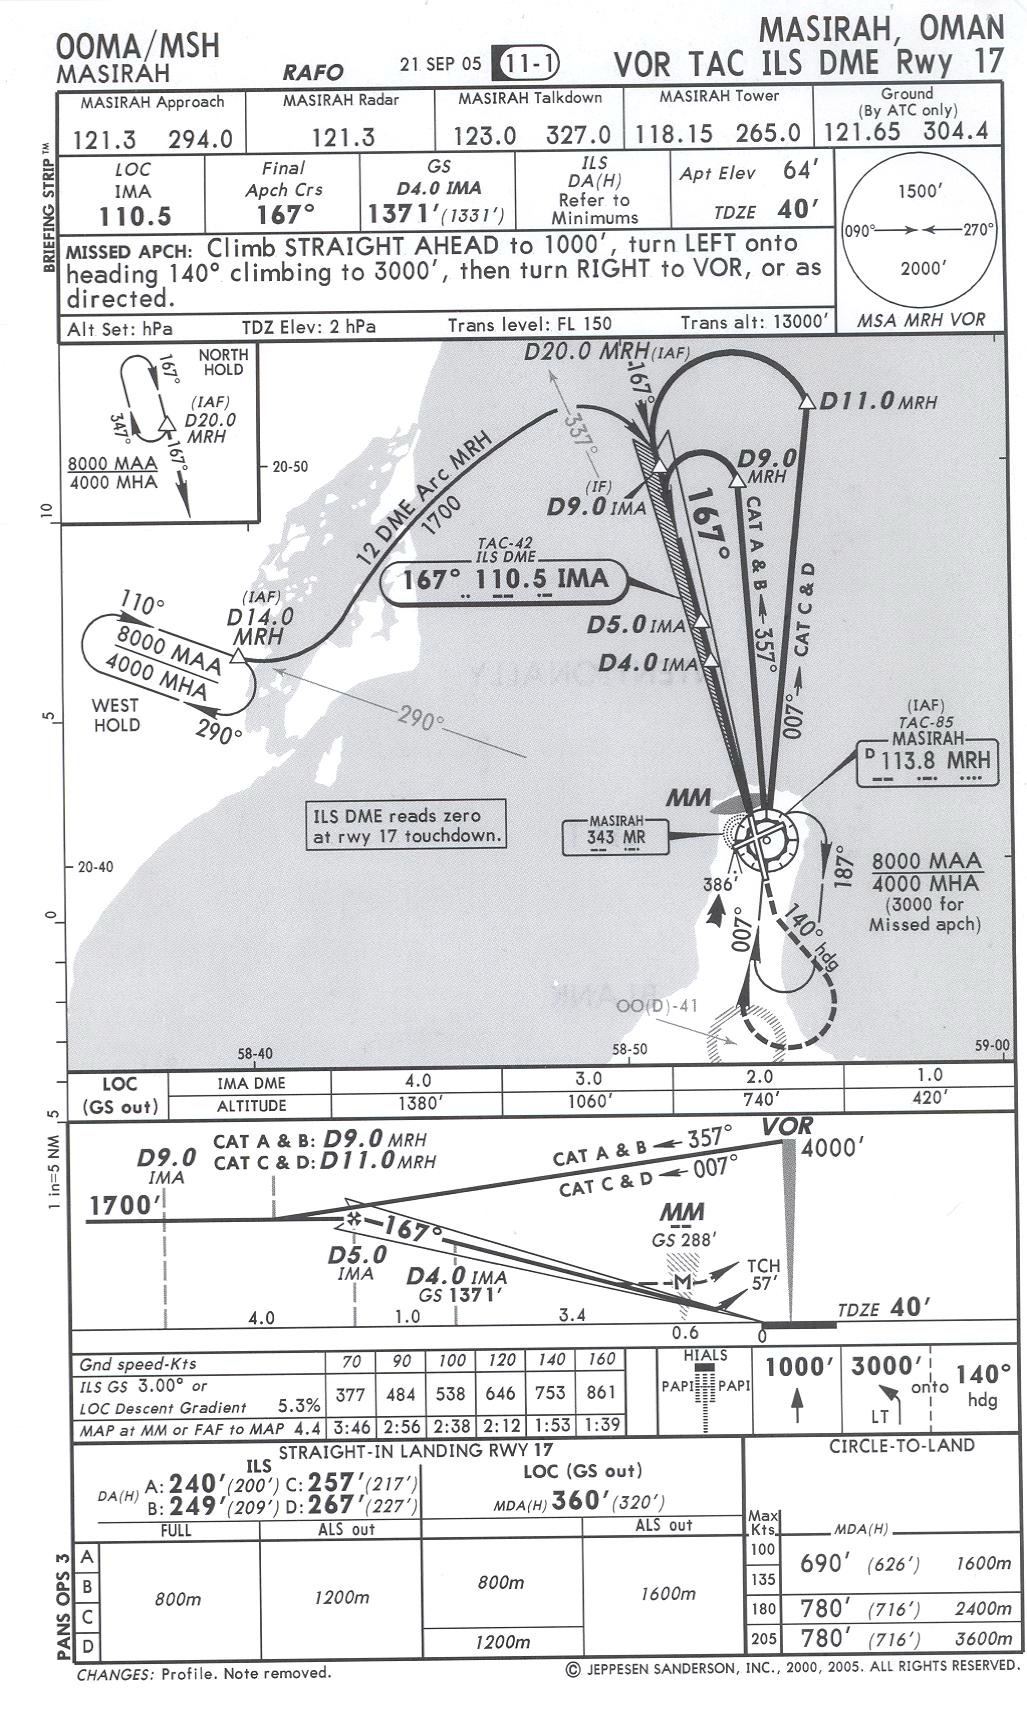 OOMA/MSH
MASIRAH
RAFO
21 SEP 05
11-1
MASIRAH, OMAN
VOR TAC ILS DME Rwy 17
BRIEFING STRIP™
MASIRAH Approach
121.3 294.0
MASIRAH Radar
121.3
MASIRAH Talkdown
123.0 327.0
MASIRAH Tower
118.15 265.0
Ground
(By ATC only)
121.65 304.4
LOC
IMA
110.5
Final
Apch Crs
167°
GS
D4.0 IMA
1371'(1331')
ILS
DA(H)
Refer to
Minimums
Apt Elev 64'
TDZE 40'
1500'
090° 270°
2000'
MSA MRH VOR
MISSED APCH: Climb STRAIGHT AHEAD to 1000', turn LEFT onto
heading 140° climbing to 3000', then turn RIGHT to VOR, or as
directed.
Alt Set: hPa TDZ Elev: 2 hPa Trans level: FL 150 Trans alt: 13000'
167°
NORTH
HOLD
(IAF)
D20.0
MRH
347°
167°
8000 MAA
4000 MHA
D20.0 MRH(IAF)
167°
337°
D11.0 MRH
20-50
D9.0
MRH
(IF)
D9.0 IMA
12 DME Arc MRH
1700
167°
CAT A & B
357°
CAT C & D
007°
10
TAC-42
ILS DME
167° 110.5 IMA
D5.0 IMA
D4.0 IMA
110°
(IAF)
D14.0
MRH
8000 MAA
4000 MHA
WEST
HOLD
290°
290°
5
(IAF)
TAC-85
MASIRAH
D 113.8 MRH
MM
ILS DME reads zero
at rwy 17 touchdown.
MASIRAH
343 MR
20-40
386'
187°
8000 MAA
4000 MHA
(3000 for
Missed apch)
0
007°
140° hdg
OO(D)-41
58-40
58-50
59-00
5
1 in=5 NM
LOC
(GS out)
IMA DME 4.0 3.0 2.0 1.0
ALTITUDE 1380' 1060' 740' 420'
D9.0
IMA
CAT A & B: D9.0 MRH
CAT C & D: D11.0 MRH
CAT A & B 357°
CAT C & D 007°
VOR
4000'
1700'
167°
D5.0
IMA
D4.0 IMA
GS 1371'
MM
GS 288'
M
TCH
57'
TDZE 40'
4.0 1.0 3.4 0.6 0
Gnd speed-Kts 70 90 100 120 140 160
ILS GS 3.00° or
LOC Descent Gradient 5.3% 377 484 538 646 753 861
MAP at MM or FAF to MAP 4.4 3:46 2:56 2:38 2:12 1:53 1:39
HIALS
PAPI PAPI
1000'
3000'
LT
onto
140°
hdg
STRAIGHT-IN LANDING RWY 17
ILS
DA(H) A: 240'(200') C: 257'(217')
B: 249'(209') D: 267'(227')
LOC (GS out)
MDA(H) 360'(320')
CIRCLE-TO-LAND
FULL
ALS out
ALS out
Max
Kts
MDA(H)
PANS OPS 3
A
B
C
D
800m
1200m
800m
1200m
1600m
100
135
690' (626') 1600m
180 780' (716') 2400m
205 780' (716') 3600m
CHANGES: Profile. Note removed.
© JEPPESEN SANDERSON, INC., 2000, 2005. ALL RIGHTS RESERVED.